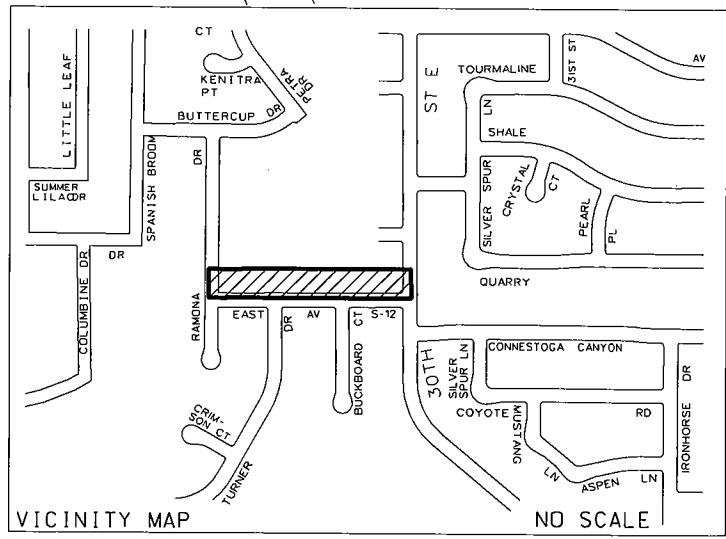 CT
KENITRA
PT
PETRA
DR
BUTTERCUP DR
LITTLE LEAF
SUMMER
LILAC DR
SPANISH BROOM
DR
COLUMBINE DR
DR
RAMONA
EAST AV S-12
DR
TURNER
BUCKBOARD CT
CRIM-
SON CT
ST E
30TH
TOURMALINE
31ST ST
AV
LN
SHALE
SILVER SPUR
CRYSTAL
CT
PEARL
PL
QUARRY
CONNESTOGA CANYON
SILVER
SPUR LN
COYOTE
MUSTANG
LN
RD
ASPEN LN
IRONHORSE DR
VICINITY MAP
NO SCALE